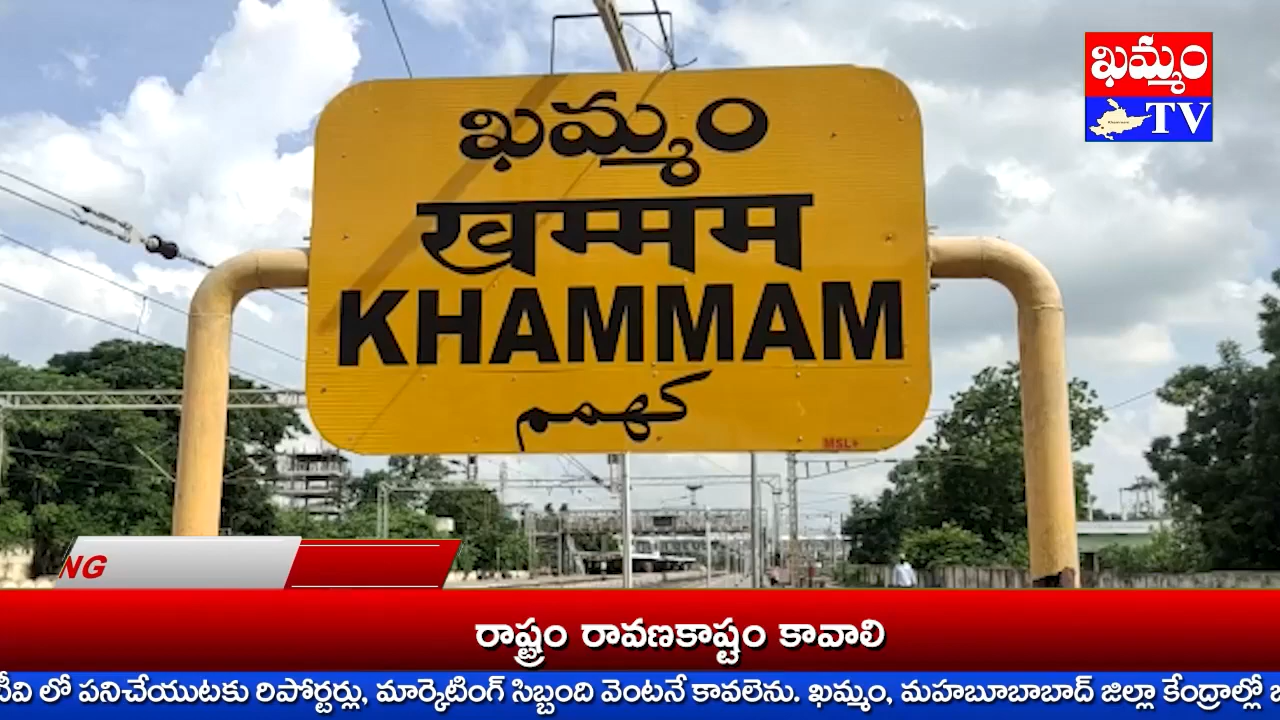 ఖమ్మం
TV
ఖమ్మం
खम्मम
KHAMMAM
کھمم
MSL+
NG
రాష్ట్రం రావణకాష్టం కావాలి
టీవి లో పనిచేయుటకు రిపోర్టర్లు, మార్కెటింగ్ సిబ్బంది వెంటనే కావలెను. ఖమ్మం, మహబూబాబాద్ జిల్లా కేంద్రాల్లో